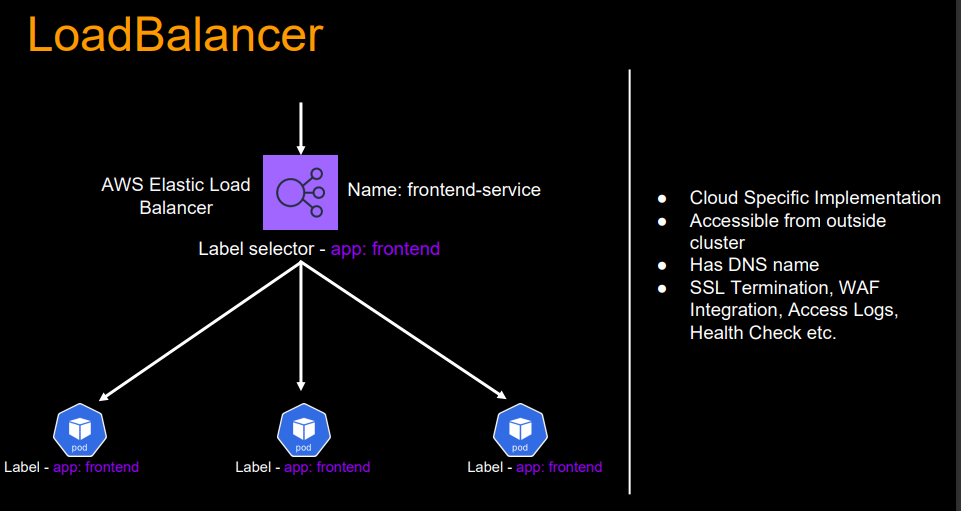 LoadBalancer
AWS Elastic Load
Balancer
Name: frontend-service
Label selector - app: frontend
pod
Label - app: frontend
pod
Label - app: frontend
pod
Label - app: frontend
● Cloud Specific Implementation
● Accessible from outside
cluster
● Has DNS name
● SSL Termination, WAF
Integration, Access Logs,
Health Check etc.